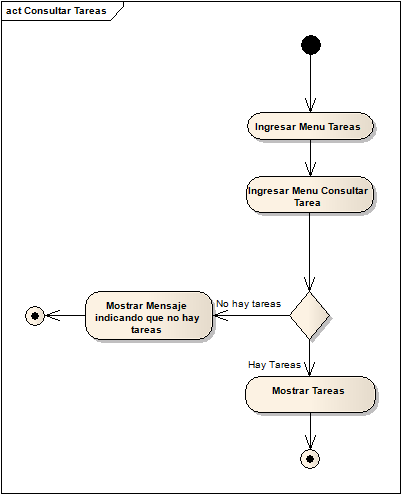 act Consultar Tareas
Ingresar Menu Tareas
Ingresar Menu Consultar
Tarea
No hay tareas
Mostrar Mensaje
indicando que no hay
tareas
Hay Tareas
Mostrar Tareas